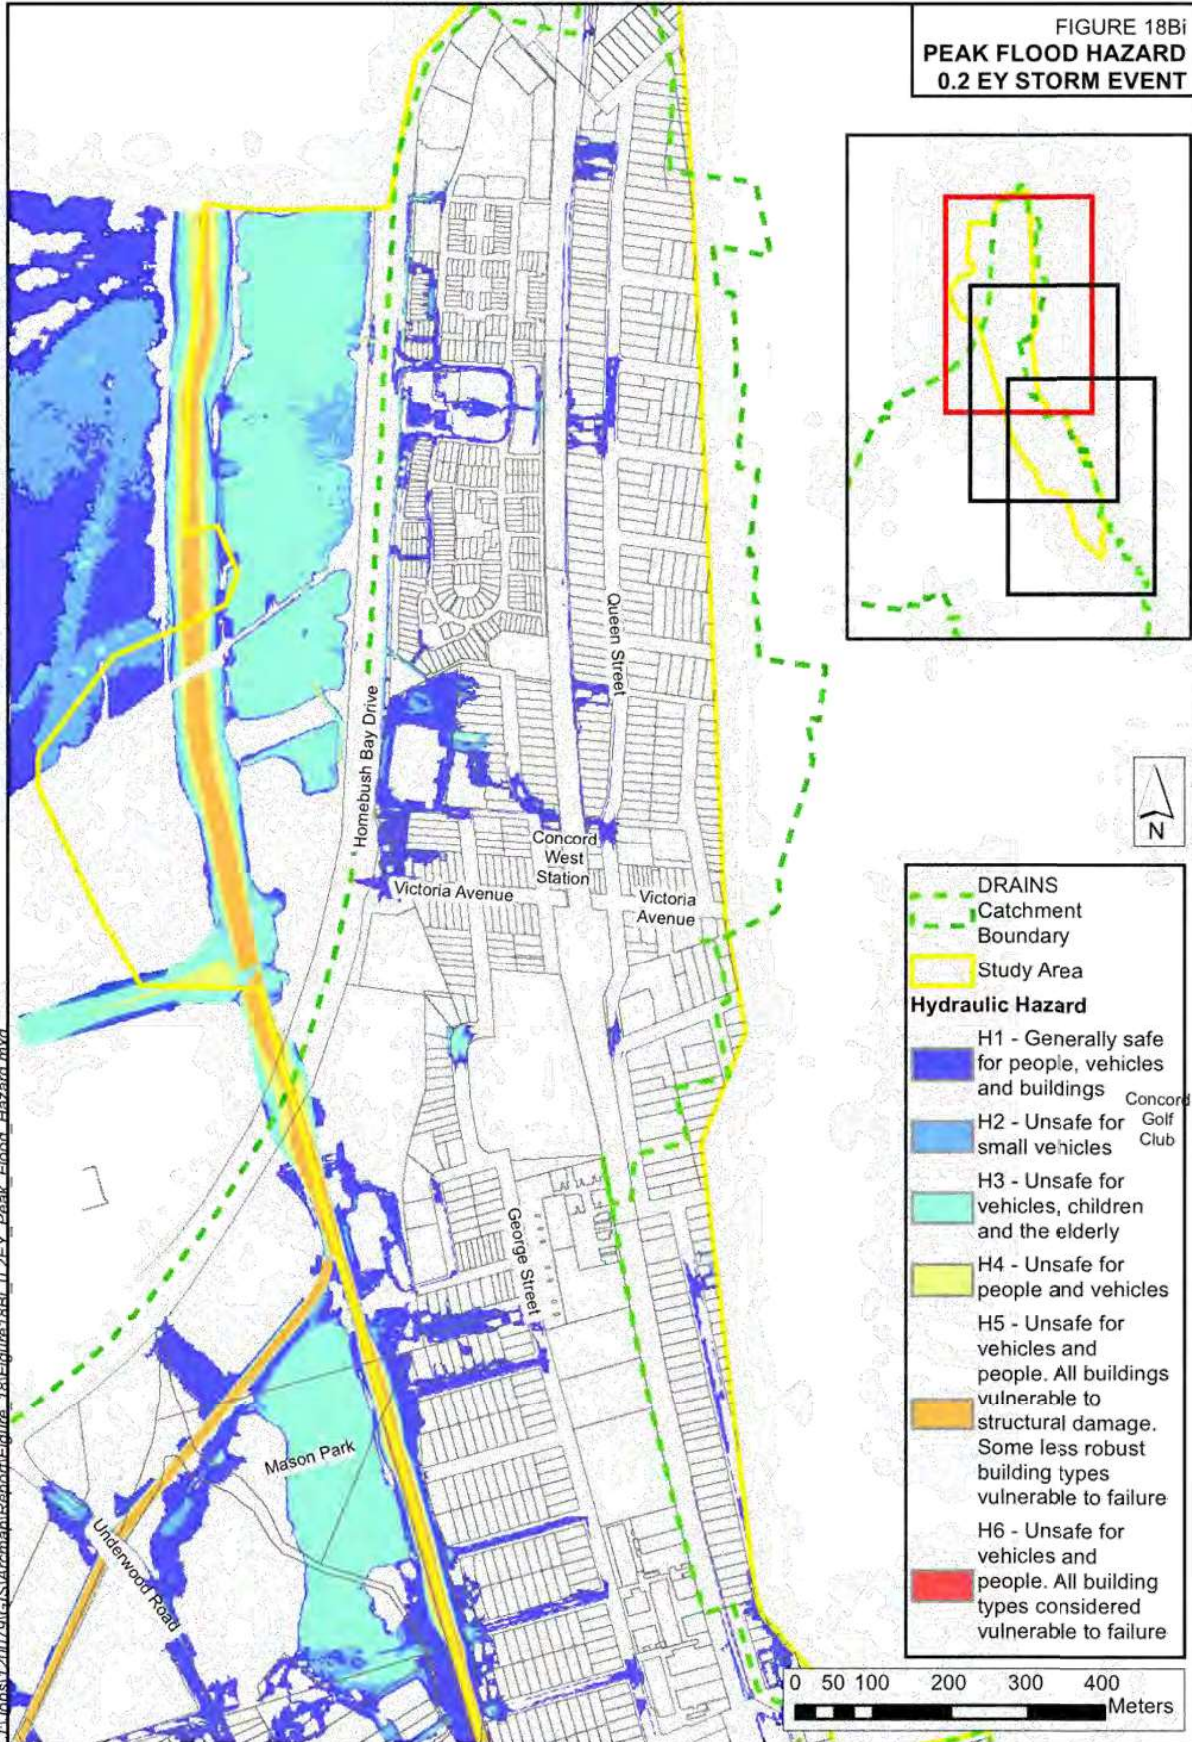 FIGURE 18Bi
PEAK FLOOD HAZARD
0.2 EY STORM EVENT
Queen Street
Homebush Bay Drive
Concord
West
Station
Victoria Avenue
Victoria
Avenue
George Street
Mason Park
Underwood Road
N
DRAINS
Catchment
Boundary
Study Area
Hydraulic Hazard
H1 - Generally safe
for people, vehicles
and buildings
Concord
Golf
Club
H2 - Unsafe for
small vehicles
H3 - Unsafe for
vehicles, children
and the elderly
H4 - Unsafe for
people and vehicles
H5 - Unsafe for
vehicles and
people. All buildings
vulnerable to
structural damage.
Some less robust
building types
vulnerable to failure
H6 - Unsafe for
vehicles and
people. All building
types considered
vulnerable to failure
0 50 100 200 300 400
Meters